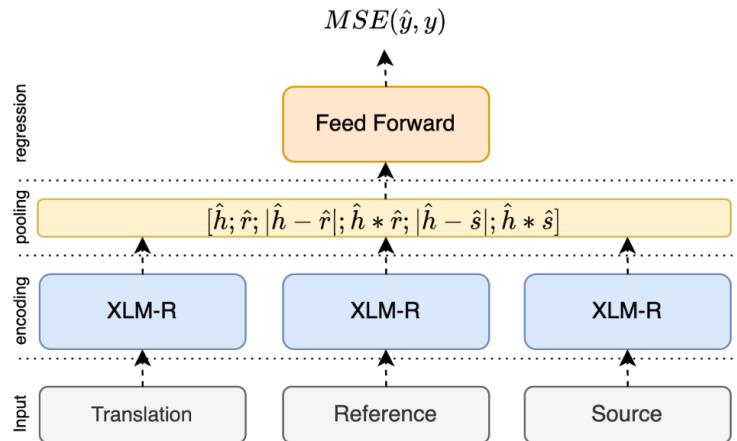 MSE(ŷ, y)
regression
Feed Forward
pooling
[ĥ; r̂; |ĥ − r̂|; ĥ * r̂; |ĥ − ŝ|; ĥ * ŝ]
encoding
XLM-R XLM-R XLM-R
Input
Translation Reference Source